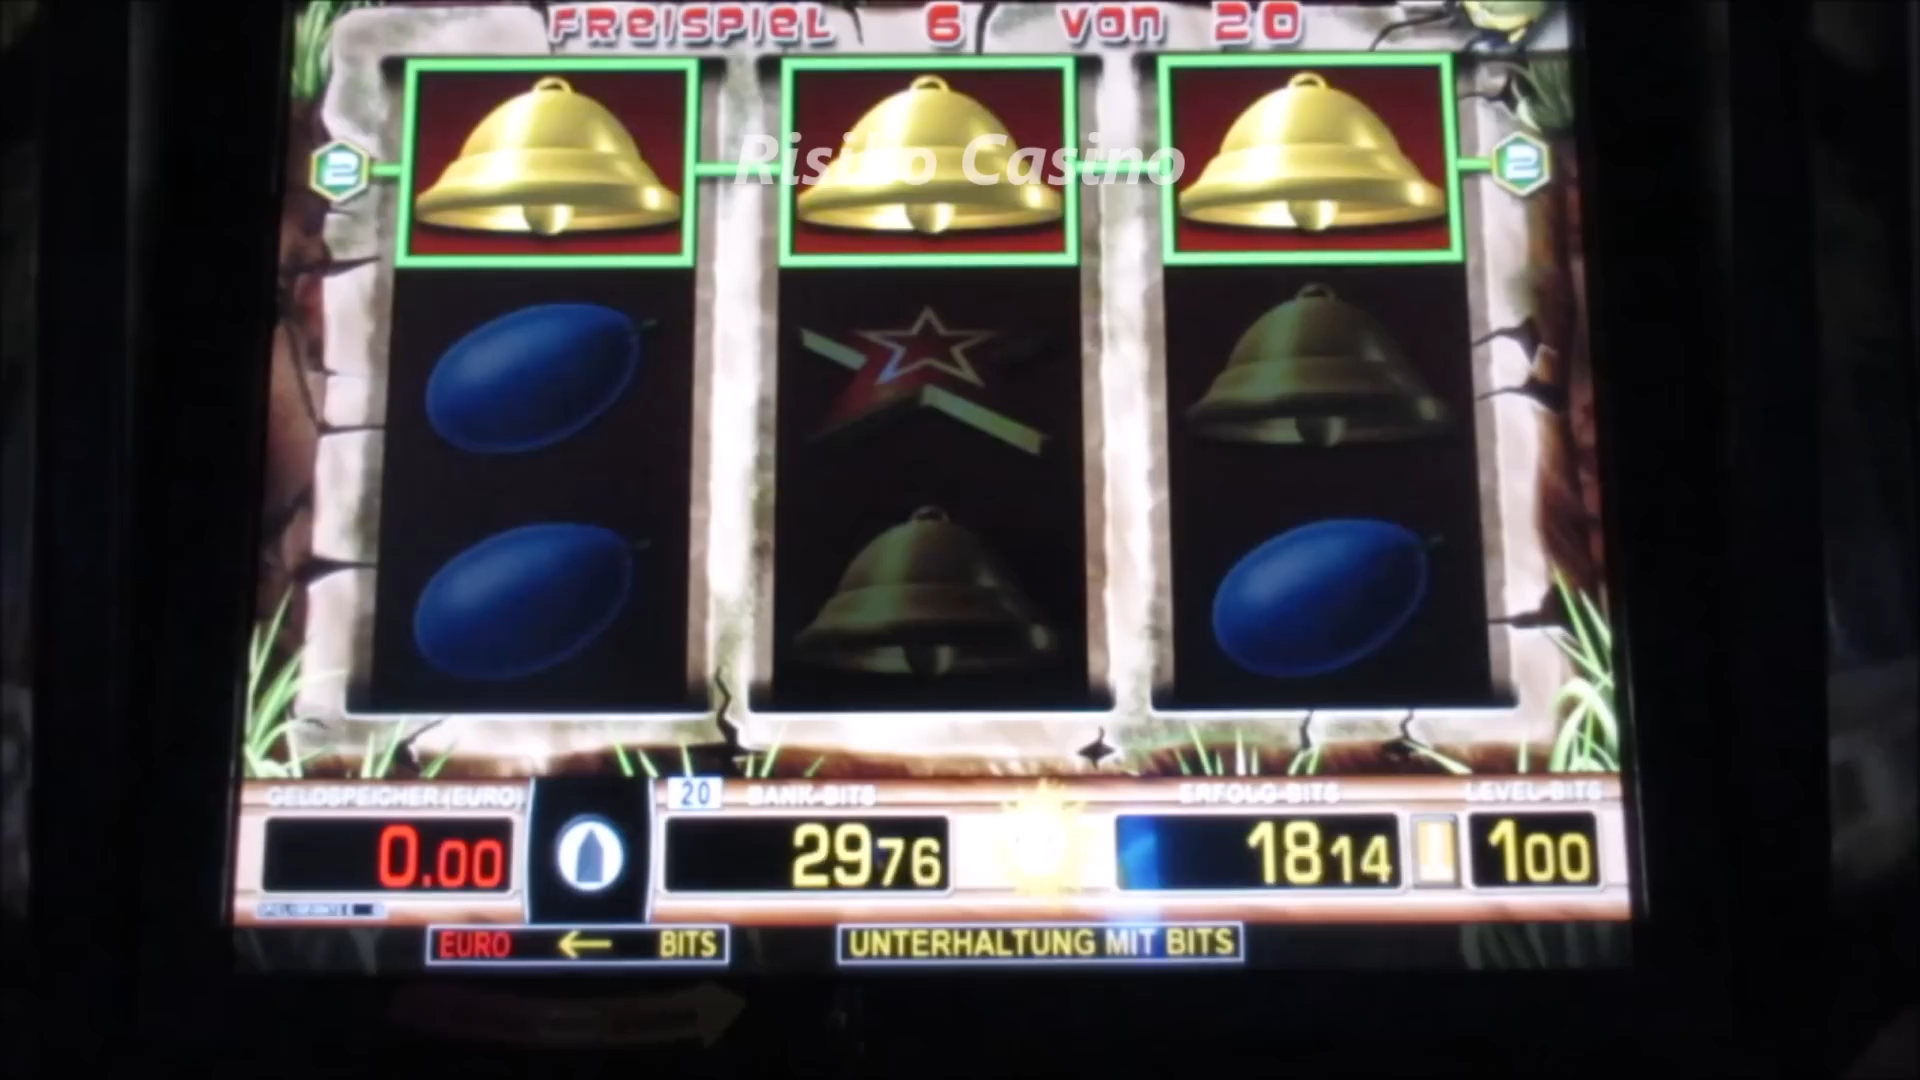 FREISPIEL 6 von 20
Risiko Casino
2 2
GELDSPEICHER (EURO) 20 BANK-BITS ERFOLG-BITS LEVEL-BITS
0.00 2976 1814 100
EURO ← BITS UNTERHALTUNG MIT BITS